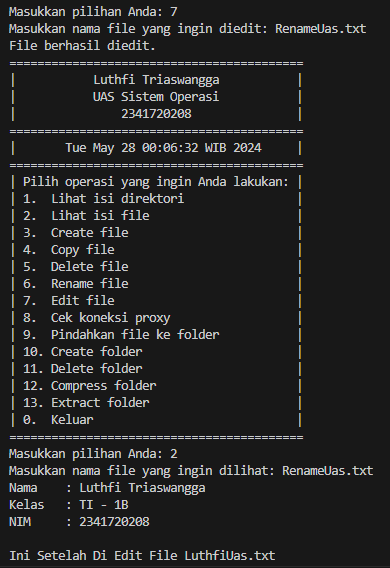 Masukkan pilihan Anda: 7
Masukkan nama file yang ingin diedit: RenameUas.txt
File berhasil diedit.
==========================================
|           Luthfi Triaswangga           |
|           UAS Sistem Operasi           |
|               2341720208               |
==========================================
|       Tue May 28 00:06:32 WIB 2024     |
==========================================
| Pilih operasi yang ingin Anda lakukan: |
| 1.  Lihat isi direktori                |
| 2.  Lihat isi file                     |
| 3.  Create file                        |
| 4.  Copy file                          |
| 5.  Delete file                        |
| 6.  Rename file                        |
| 7.  Edit file                          |
| 8.  Cek koneksi proxy                  |
| 9.  Pindahkan file ke folder           |
| 10. Create folder                      |
| 11. Delete folder                      |
| 12. Compress folder                    |
| 13. Extract folder                     |
| 0.  Keluar                             |
==========================================
Masukkan pilihan Anda: 2
Masukkan nama file yang ingin dilihat: RenameUas.txt
Nama    : Luthfi Triaswangga
Kelas   : TI - 1B
NIM     : 2341720208

Ini Setelah Di Edit File LuthfiUas.txt